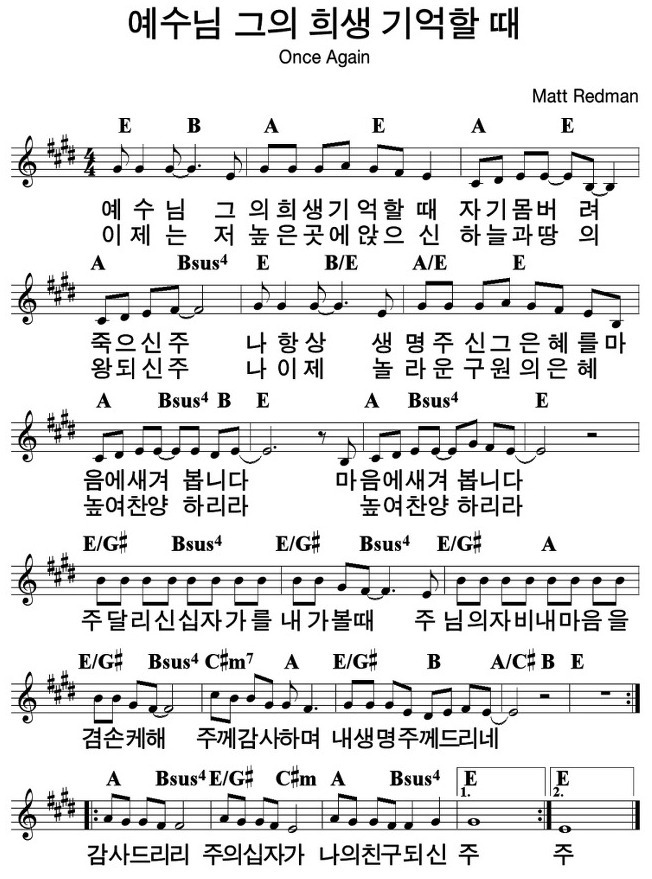 예수님 그의 희생 기억할 때
Once Again
Matt Redman
E B A E A E
4 4
예 수 님 그 의 희 생 기 억 할 때 자 기 몸 버 려
이 제 는 저 높 은 곳 에 앉 으 신 하 늘 과 땅 의
A Bsus4 E B/E A/E E
죽 으 신 주 나 항 상 생 명 주 신 그 은 혜 를 마
왕 되 신 주 나 이 제 놀 라 운 구 원 의 은 혜
A Bsus4 B E A Bsus4 E
음에새겨 봅니다 마음에새겨 봅니다
높여찬양 하리라 높여찬양 하리라
E/G♯ Bsus4 E/G♯ Bsus4 E/G♯ A
주 달 리 신 십 자 가 를 내 가 볼 때 주 님 의 자 비 내 마 음 을
E/G♯ Bsus4 C♯m7 A E/G♯ B A/C♯ B E
겸손케해 주께감사하며 내생명주께드리네
A Bsus4 E/G♯ C♯m A Bsus4 E E
1. 2.
감사드리리 주의십자가 나의친구되신 주 주